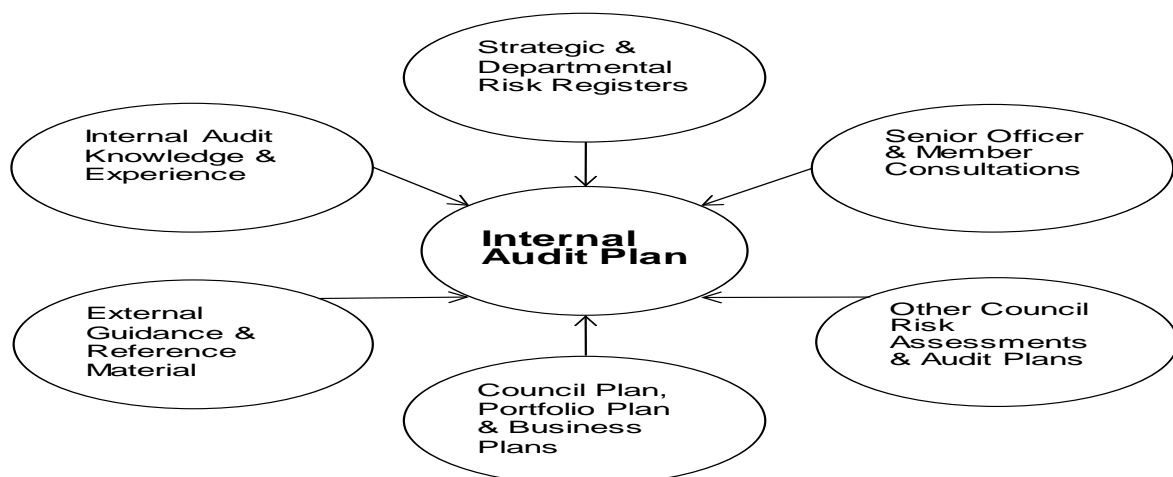 Strategic &
Departmental
Risk Registers
Internal Audit
Knowledge &
Experience
Senior Officer
& Member
Consultations
Internal
Audit Plan
External
Guidance &
Reference
Material
Other Council
Risk
Assessments
& Audit Plans
Council Plan,
Portfolio Plan
& Business
Plans